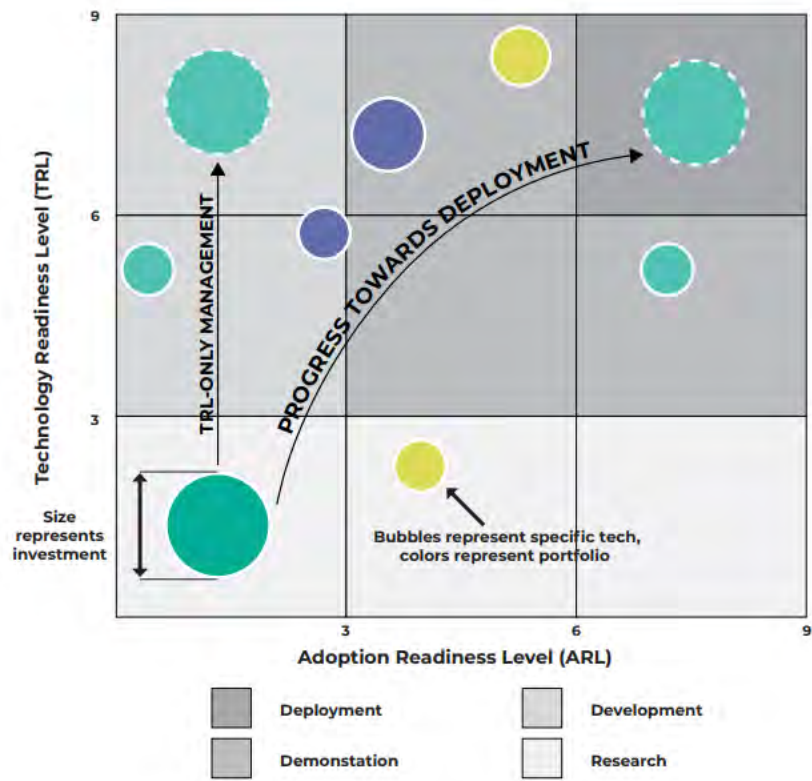 9
6
3
Technology Readiness Level (TRL)
TRL-ONLY MANAGEMENT
PROGRESS TOWARDS DEPLOYMENT
Size
represents
investment
Bubbles represent specific tech,
colors represent portfolio
3
6
9
Adoption Readiness Level (ARL)
Deployment
Development
Demonstation
Research